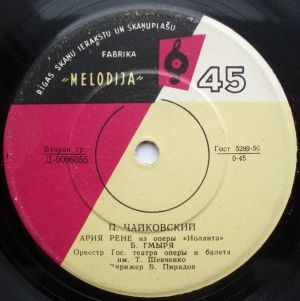 RĪGAS SKAŅU IERAKSTU UN SKAŅUPLAŠU
FABRIKA
«MELODIJA»
45
Вторая гр.
Д-0006055
Гост 5289-56
0-45
П. ЧАЙКОВСКИЙ
АРИЯ РЕНЕ из оперы «Иоланта»
Б. ГМЫРЯ
Оркестр Гос. театра оперы и балета
им. Т. Шевченко
Дирижер В. Пирадов